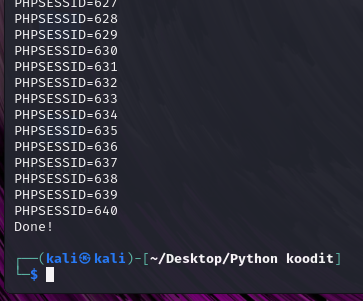 PHPSESSID=627
PHPSESSID=628
PHPSESSID=629
PHPSESSID=630
PHPSESSID=631
PHPSESSID=632
PHPSESSID=633
PHPSESSID=634
PHPSESSID=635
PHPSESSID=636
PHPSESSID=637
PHPSESSID=638
PHPSESSID=639
PHPSESSID=640
Done!
┌──(kali㉿kali)-[~/Desktop/Python koodit]
└─$